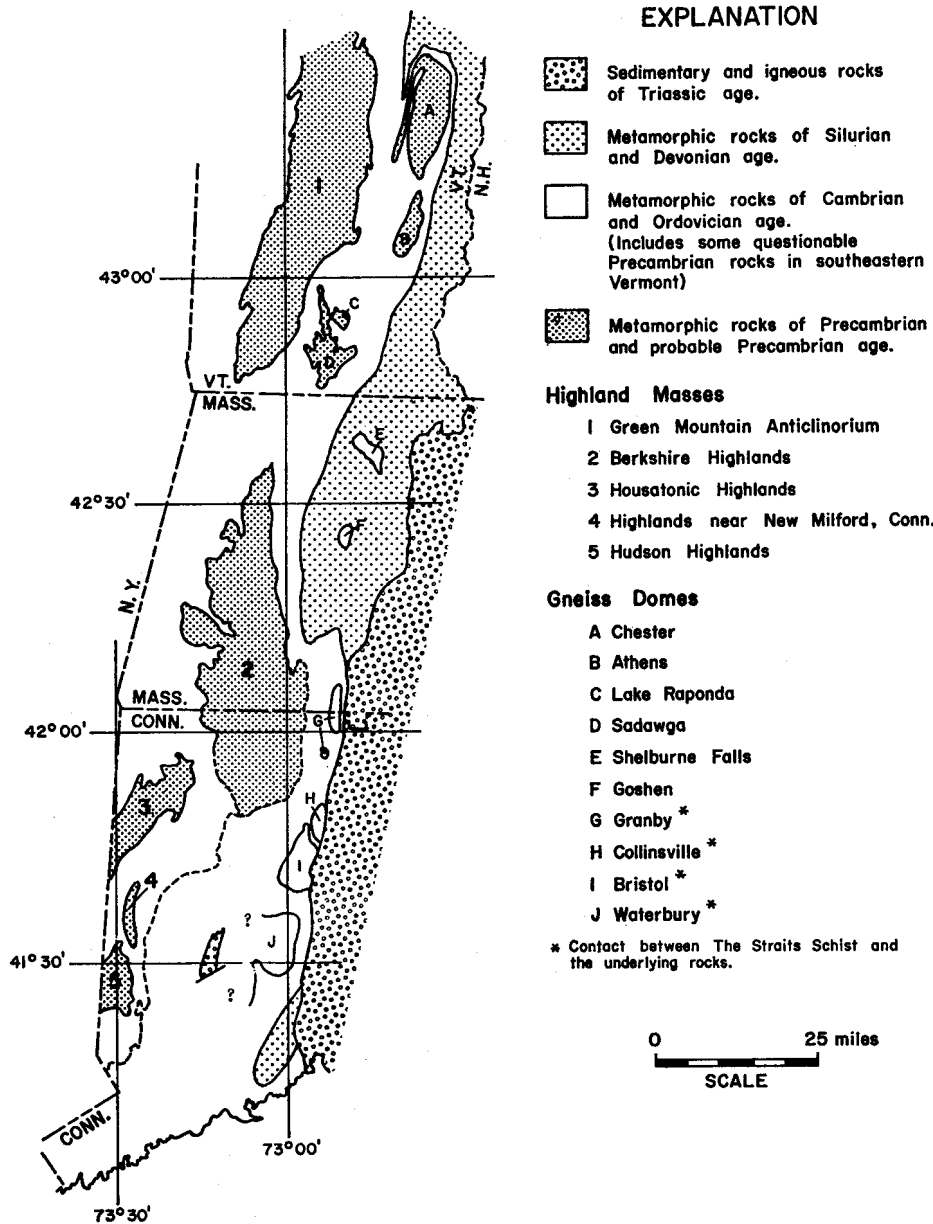 EXPLANATION
Sedimentary and igneous rocks
of Triassic age.
Metamorphic rocks of Silurian
and Devonian age.
Metamorphic rocks of Cambrian
and Ordovician age.
(Includes some questionable
Precambrian rocks in southeastern
Vermont)
4
Metamorphic rocks of Precambrian
and probable Precambrian age.
Highland Masses
1 Green Mountain Anticlinorium
2 Berkshire Highlands
3 Housatonic Highlands
4 Highlands near New Milford, Conn.
5 Hudson Highlands
Gneiss Domes
A Chester
B Athens
C Lake Raponda
D Sadawga
E Shelburne Falls
F Goshen
G Granby *
H Collinsville *
I Bristol *
J Waterbury *
* Contact between The Straits Schist and
the underlying rocks.
0 25 miles
SCALE
A
1
VT.
N.H.
B
43° 00'
C
D
VT.
MASS.
E
42° 30'
F
N.Y.
2
MASS.
CONN.
G
42° 00'
3
H
I
4
?
J
41° 30'
5
?
CONN.
73° 00'
73° 30'